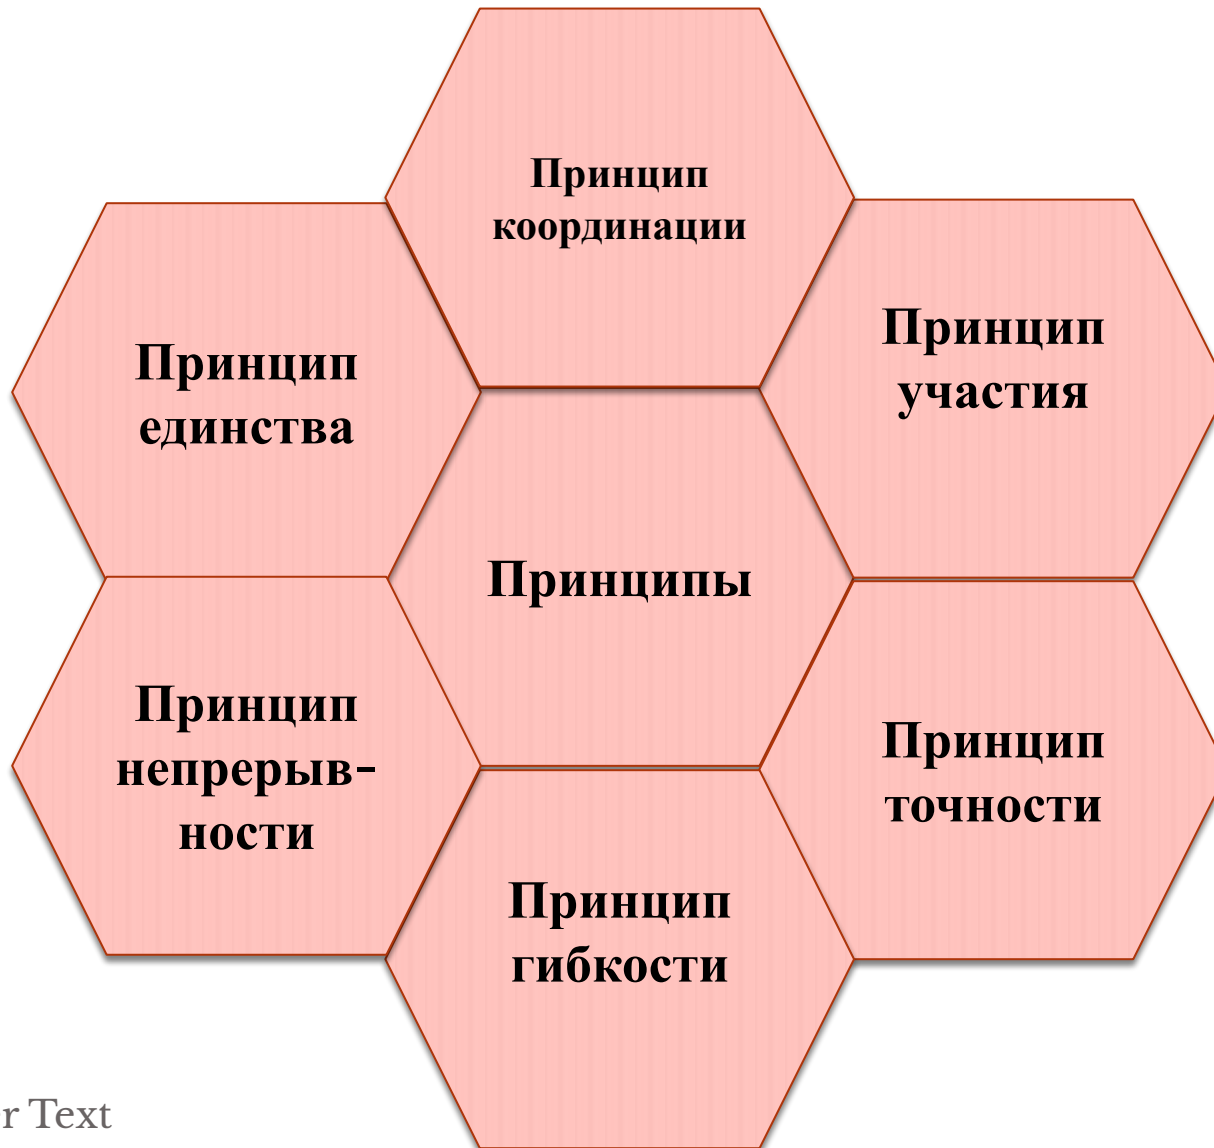 Принцип
координации
Принцип
единства
Принцип
участия
Принципы
Принцип
непрерыв-
ности
Принцип
точности
Принцип
гибкости
r Text